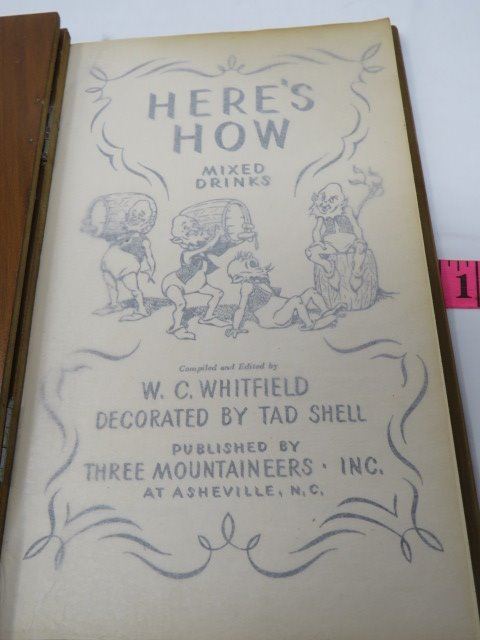 HERE'S
HOW
MIXED
DRINKS
Compiled and Edited by
W. C. WHITFIELD
DECORATED BY TAD SHELL
PUBLISHED BY
THREE MOUNTAINEERS · INC.
AT ASHEVILLE, N.C.
1